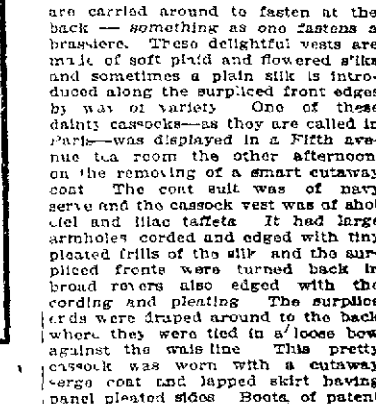 are carried around to fasten at the
back — something as one fastens a
brassiere. These delightful vests are
made of soft plaid and flowered silks
and sometimes a plain silk is intro-
duced along the surpliced front edges
by way of variety One of these
dainty cassocks—as they are called in
Paris—was displayed in a Fifth ave-
nue tea room the other afternoon
on the removing of a smart cutaway
coat The coat suit was of navy
serge and the cassock vest was of
and lilac taffeta It had large
armholes corded and edged with tiny
pleated frills of the silk and the sur-
pliced fronts were turned back in
broad revers also edged with the
cording and pleating The surplice
ends were draped around to the back
where they were tied in a loose bow
against the waistline This pretty
cassock was worn with a cutaway
serge coat and lapped skirt having
panel pleated sides Boots of patent